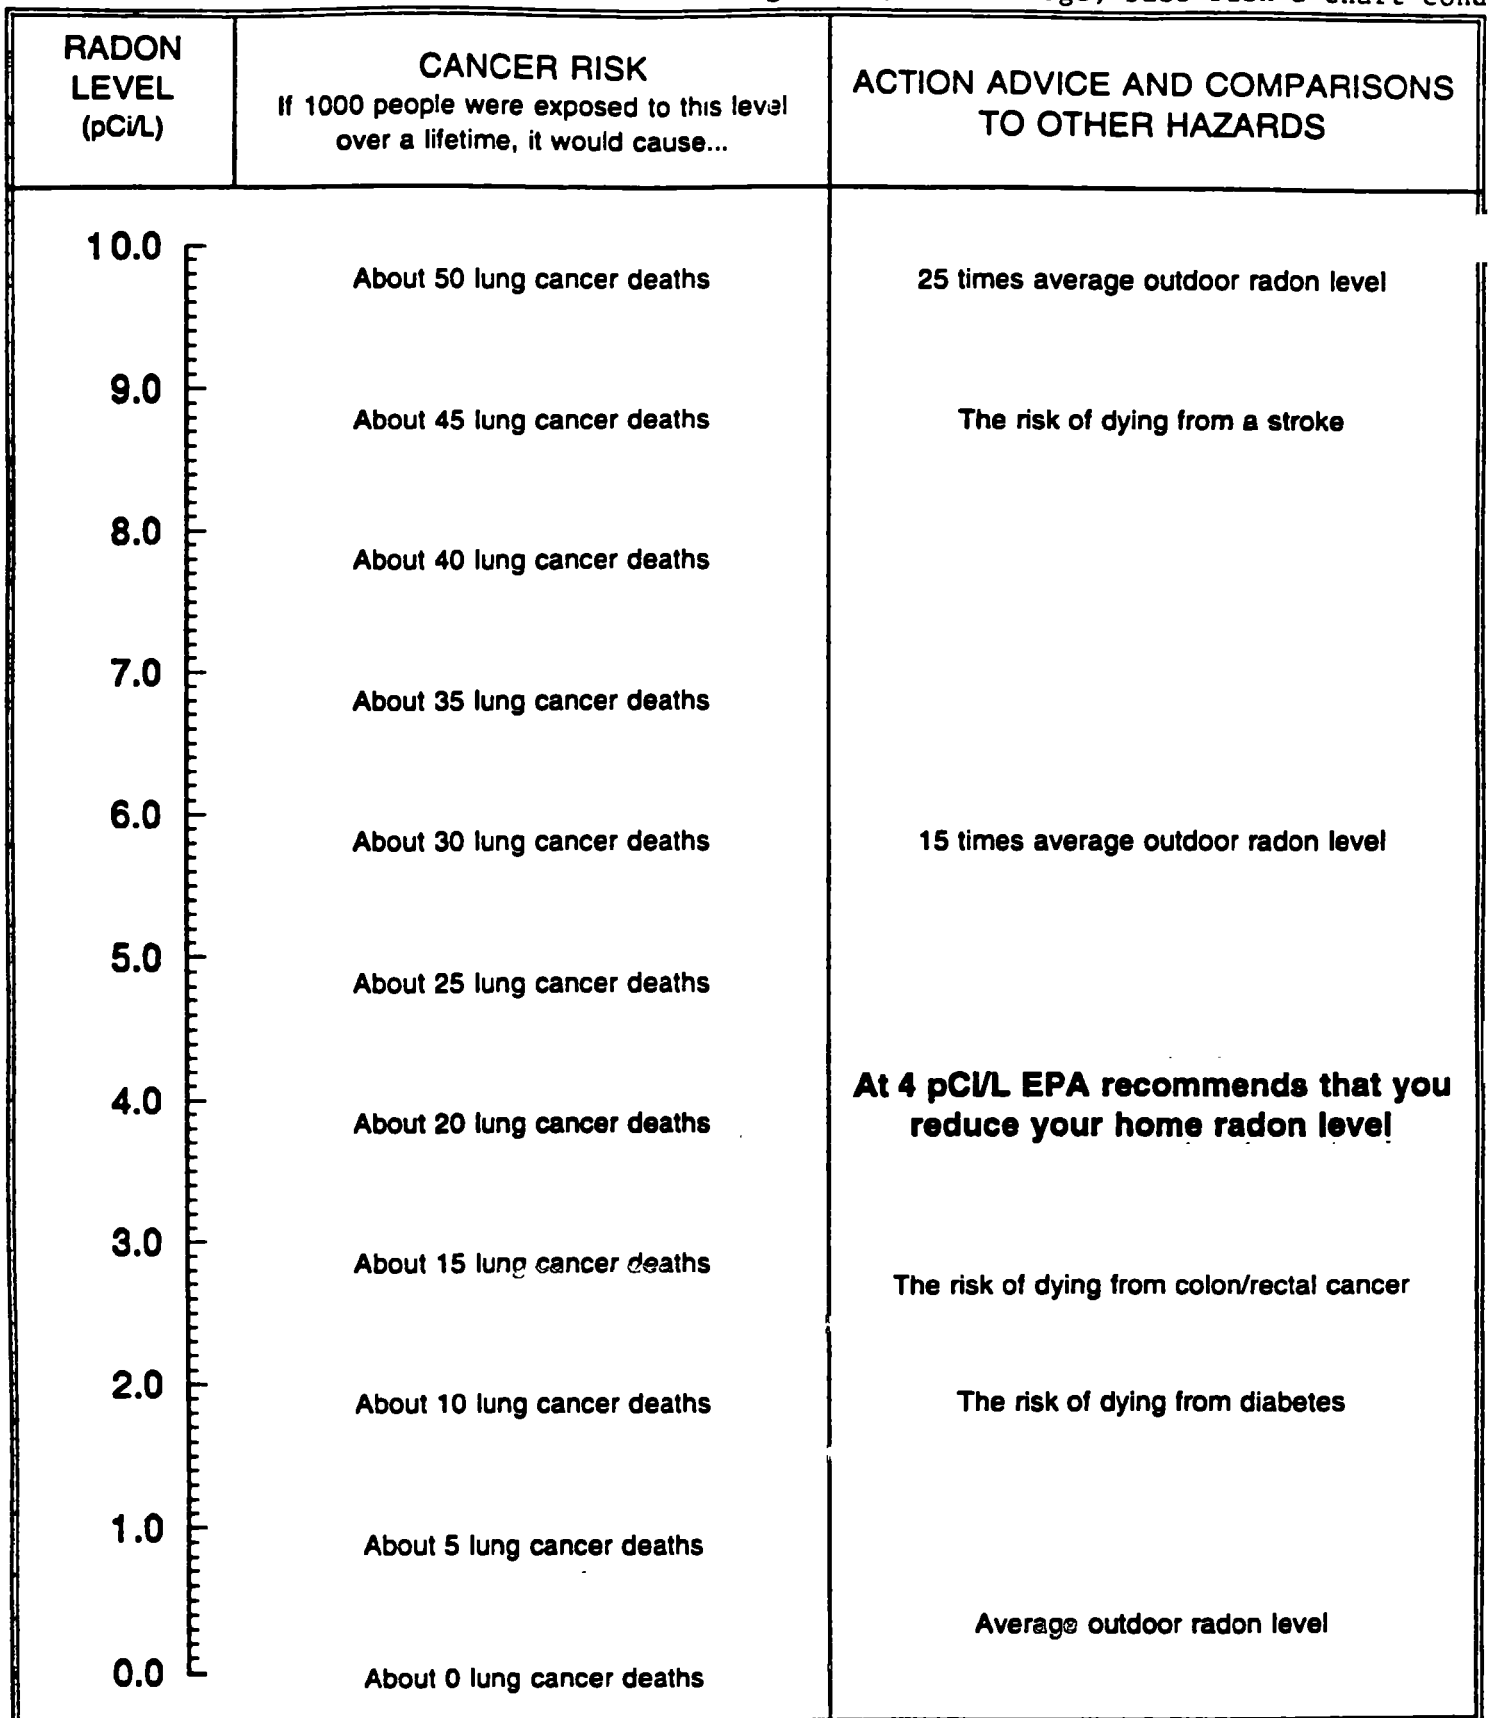 RADON
LEVEL
(pCi/L)
CANCER RISK
If 1000 people were exposed to this level
over a lifetime, it would cause...
ACTION ADVICE AND COMPARISONS
TO OTHER HAZARDS
10.0
About 50 lung cancer deaths
25 times average outdoor radon level
9.0
About 45 lung cancer deaths
The risk of dying from a stroke
8.0
About 40 lung cancer deaths
7.0
About 35 lung cancer deaths
6.0
About 30 lung cancer deaths
15 times average outdoor radon level
5.0
About 25 lung cancer deaths
4.0
About 20 lung cancer deaths
At 4 pCi/L EPA recommends that you
reduce your home radon level
3.0
About 15 lung cancer deaths
The risk of dying from colon/rectal cancer
2.0
About 10 lung cancer deaths
The risk of dying from diabetes
1.0
About 5 lung cancer deaths
Average outdoor radon level
0.0
About 0 lung cancer deaths